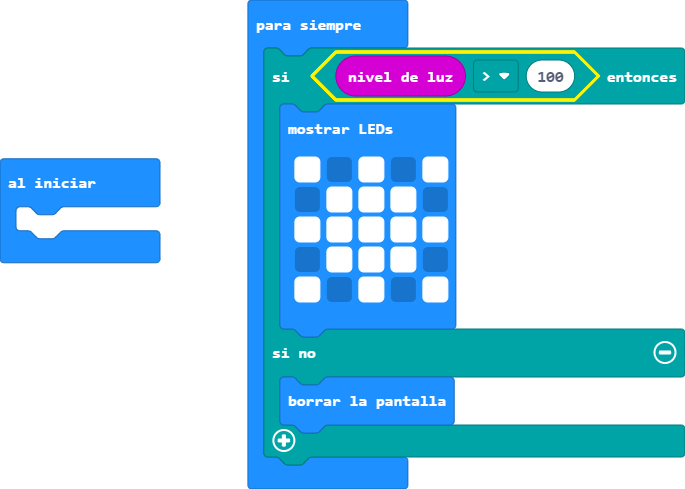 para siempre
si nivel de luz > 100 entonces
mostrar LEDs
al iniciar
si no
borrar la pantalla